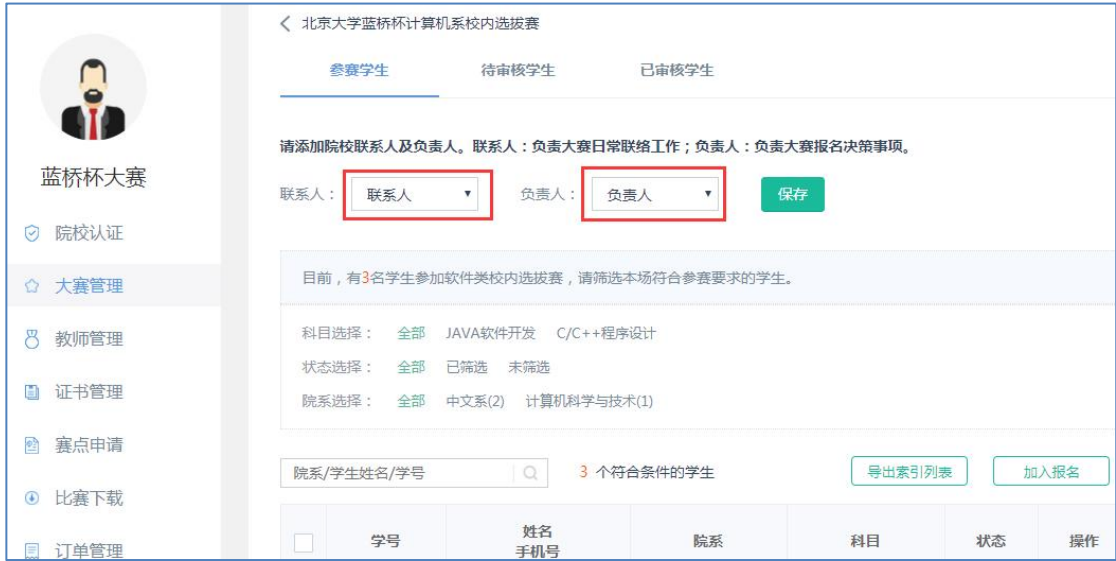 北京大学蓝桥杯计算机系校内选拔赛
参赛学生 待审核学生 已审核学生
请添加院校联系人及负责人。联系人：负责大赛日常联络工作；负责人：负责大赛报名决策事项。
联系人： 联系人 负责人： 负责人 保存
蓝桥杯大赛
院校认证
大赛管理
教师管理
证书管理
赛点申请
比赛下载
订单管理
目前，有3名学生参加软件类校内选拔赛，请筛选本场符合参赛要求的学生。
科目选择： 全部 JAVA软件开发 C/C++程序设计
状态选择： 全部 已筛选 未筛选
院系选择： 全部 中文系(2) 计算机科学与技术(1)
院系/学生姓名/学号 3 个符合条件的学生 导出索引列表 加入报名
学号 姓名 院系 科目 状态 操作
手机号